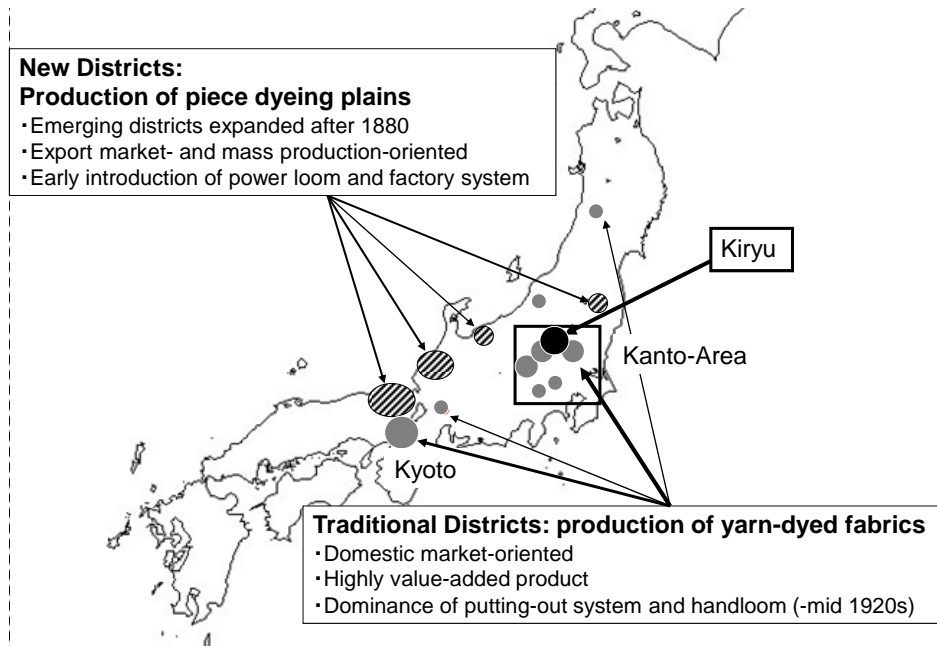 New Districts:
Production of piece dyeing plains
・Emerging districts expanded after 1880
・Export market- and mass production-oriented
・Early introduction of power loom and factory system
Kiryu
Kanto-Area
Kyoto
Traditional Districts: production of yarn-dyed fabrics
・Domestic market-oriented
・Highly value-added product
・Dominance of putting-out system and handloom (-mid 1920s)